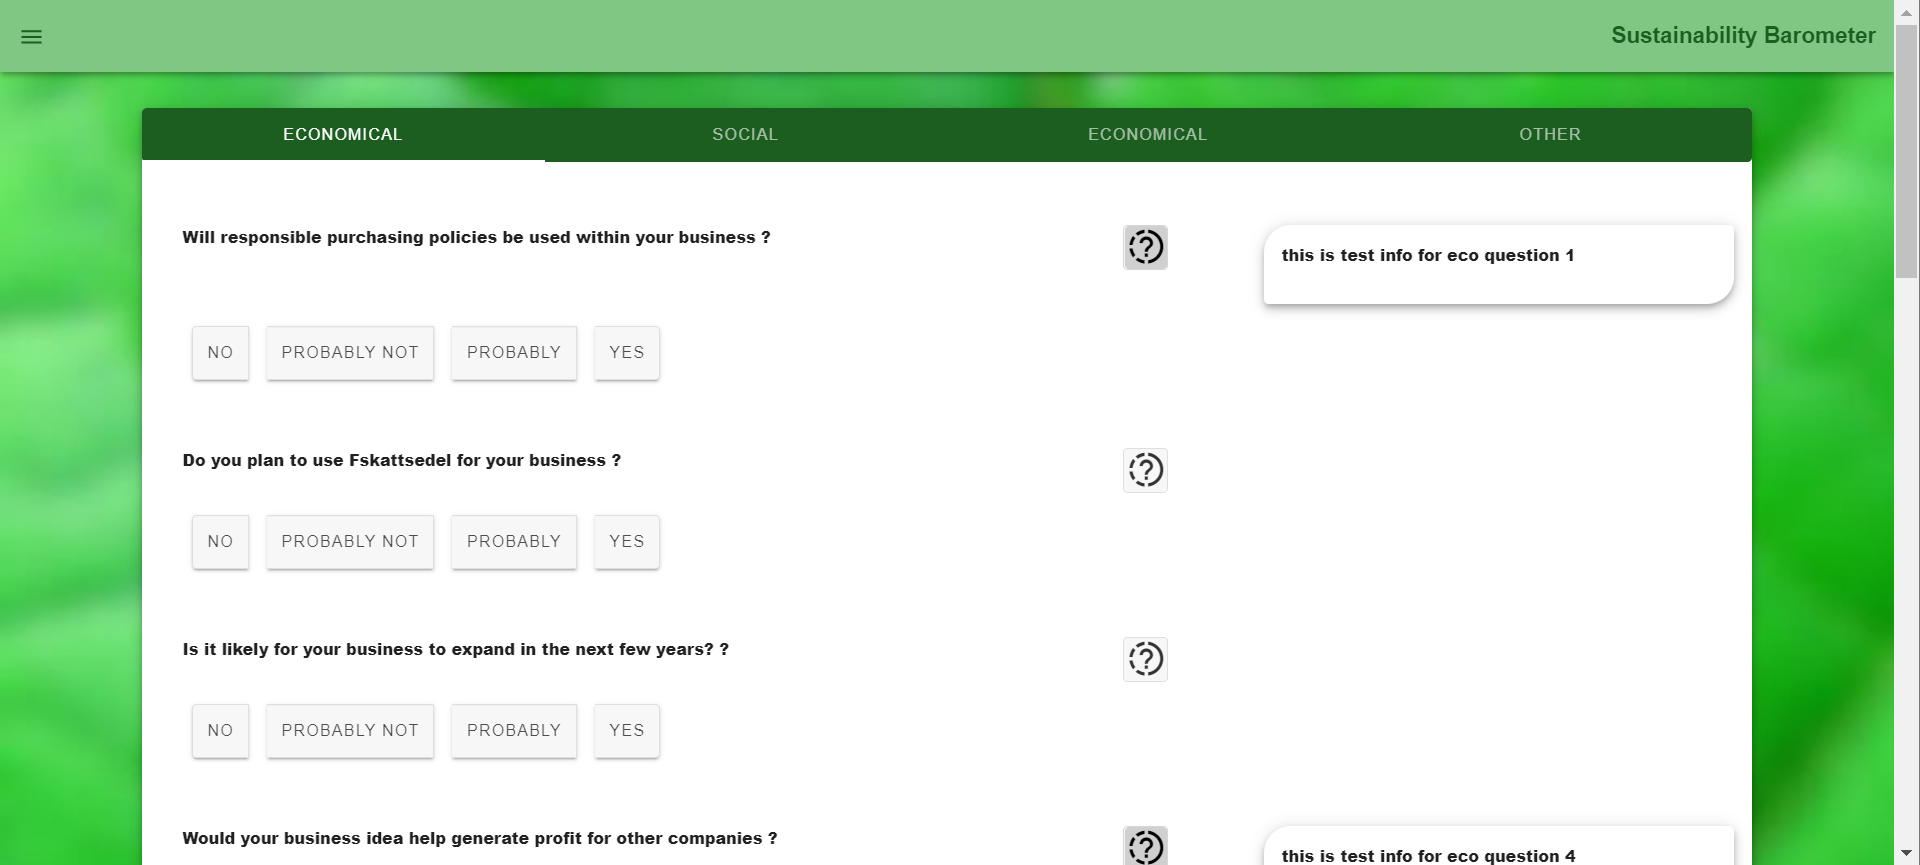 Sustainability Barometer
ECONOMICAL SOCIAL ECONOMICAL OTHER
Will responsible purchasing policies be used within your business ?
this is test info for eco question 1
NO PROBABLY NOT PROBABLY YES
Do you plan to use Fskattsedel for your business ?
NO PROBABLY NOT PROBABLY YES
Is it likely for your business to expand in the next few years? ?
NO PROBABLY NOT PROBABLY YES
Would your business idea help generate profit for other companies ?
this is test info for eco question 4